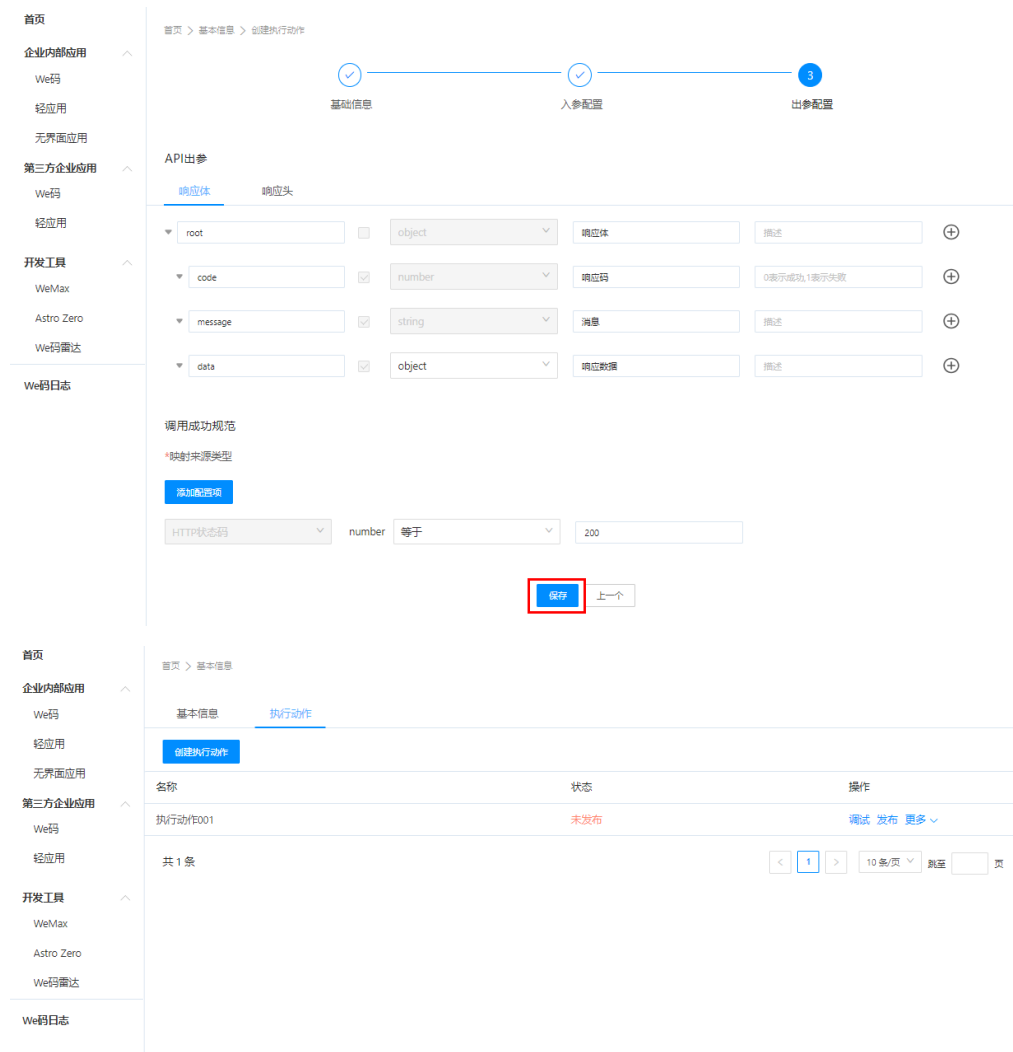 首页
企业内部应用
We码
轻应用
无界面应用
第三方企业应用
We码
轻应用
开发工具
WeMax
Astro Zero
We码雷达
We码日志
首页 > 基本信息 > 创建执行动作
3
基础信息 入参配置 出参配置
API出参
响应体 响应头
root object 响应体 描述
code number 响应码 0表示成功,1表示失败
message string 消息 描述
data object 响应数据 描述
调用成功规范
*映射来源类型
添加配置项
HTTP状态码 number 等于 200
保存 上一个
首页
企业内部应用
We码
轻应用
无界面应用
第三方企业应用
We码
轻应用
开发工具
WeMax
Astro Zero
We码雷达
We码日志
首页 > 基本信息
基本信息 执行动作
创建执行动作
名称 状态 操作
执行动作001 未发布 调试 发布 更多
共 1 条 < 1 > 10 条/页 跳至 页